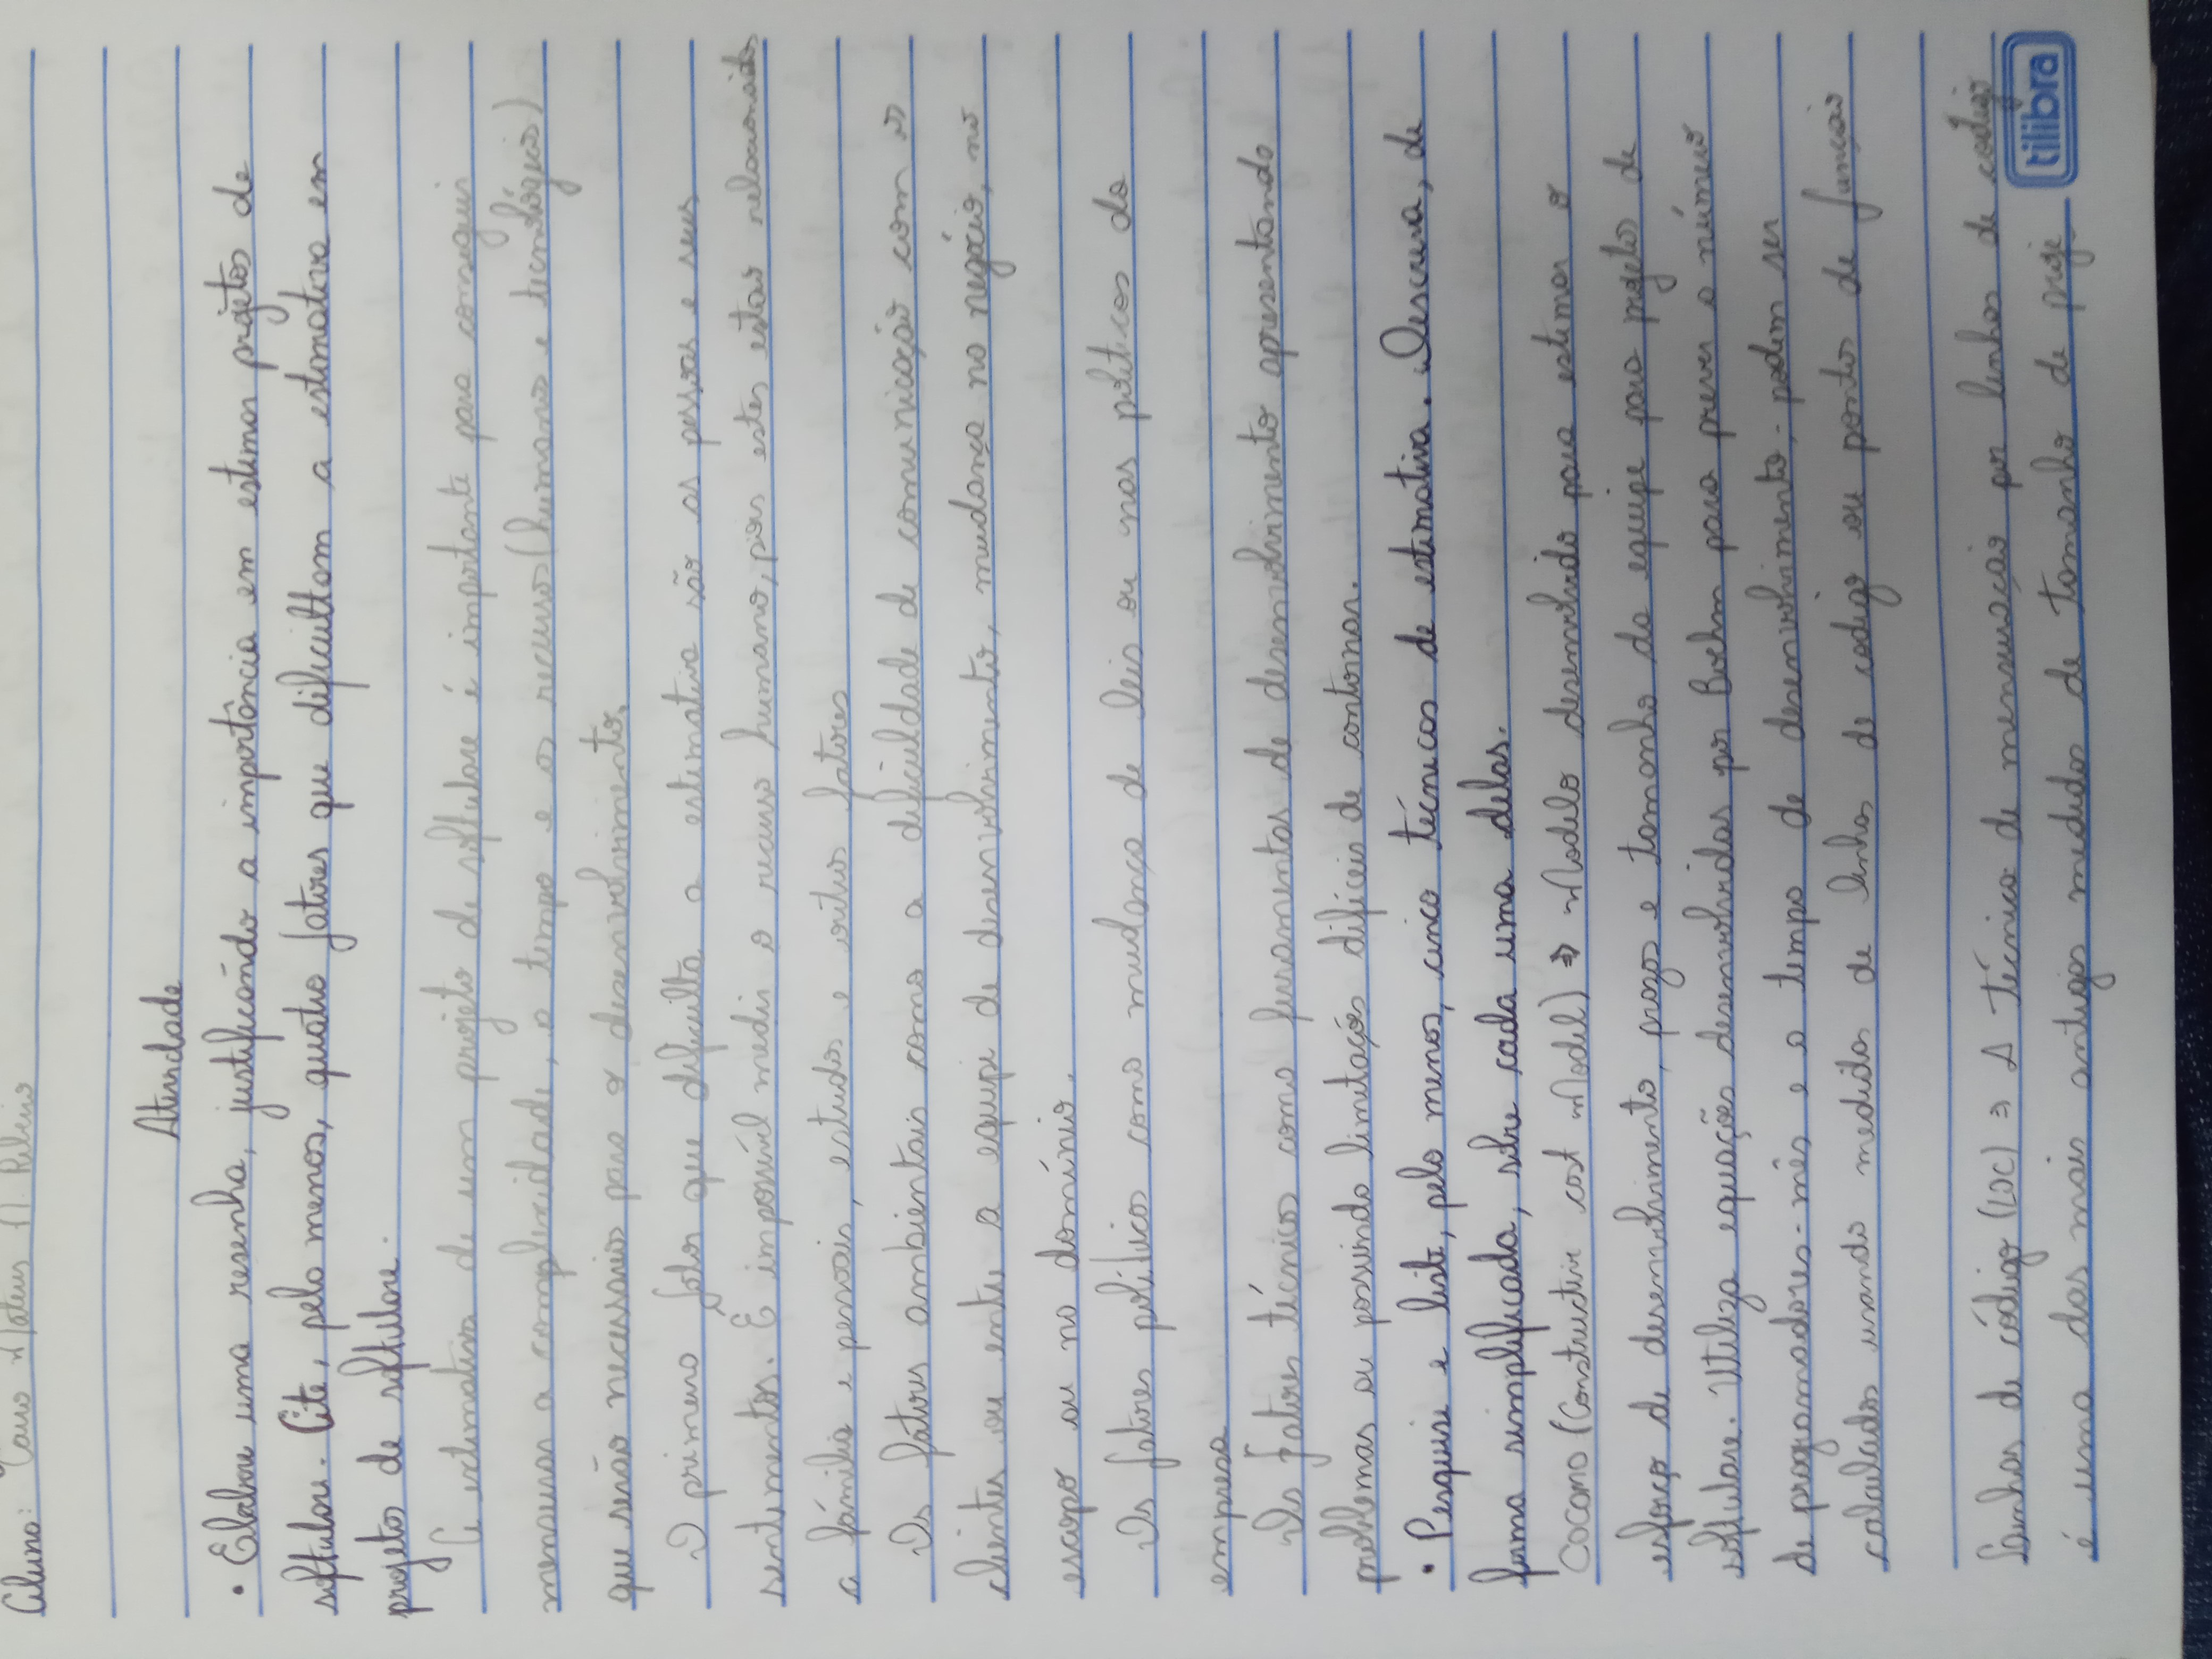 Aluno: Caio Mateus
Atividade
• Elabore uma resenha, justificando a importância em estimar projetos de
software. Cite, pelo menos, quatro fatores que dificultam a estimativa em
projetos de software.
A estimativa de um projeto de software é importante para conseguir
mensurar a complexidade, o tempo e os recursos (humanos e tecnológicos)
que serão necessários para o desenvolvimento.
O primeiro fator que dificulta a estimativa são as pessoas e seus
sentimentos. É impossível medir o recurso humano, pois estes estão relacionados
a família e pessoais, estudos e outros fatores
Os fatores ambientais como a dificuldade de comunicação com os
clientes ou entre a equipe de desenvolvimento, mudança no negócio, no
escopo ou no domínio.
Os fatores políticos como mudança de leis ou nas políticas da
empresa
Os fatores técnicos como ferramentas de desenvolvimento apresentando
problemas ou possuindo limitações difíceis de contornar.
• Pesquise e liste, pelo menos, cinco técnicas de estimativa. Descreva, de
forma simplificada, sobre cada uma delas.
COCOMO (Constructive cost Model) => Modelo desenvolvido para estimar o
esforço de desenvolvimento, prazo e tamanho da equipe para projeto de
software. Utiliza equações desenvolvidas por Boehm para prever o número
de programadores-mês e o tempo de desenvolvimento; podem ser
calculados usando medidas de linhas de código ou pontos de função
Linhas de código (LOC) => A técnica de mensuração por linhas de código
é uma das mais antigas medidas de tamanho de proje-
tilibra